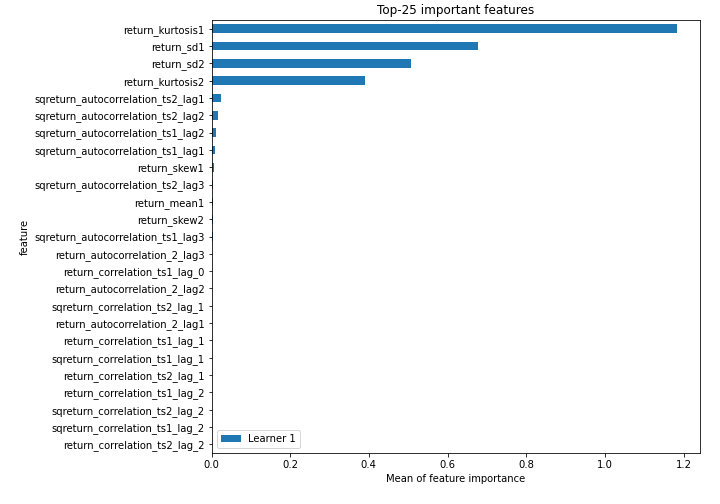 Top-25 important features
return_kurtosis1
return_sd1
return_sd2
return_kurtosis2
sqreturn_autocorrelation_ts2_lag1
sqreturn_autocorrelation_ts2_lag2
sqreturn_autocorrelation_ts1_lag2
sqreturn_autocorrelation_ts1_lag1
return_skew1
sqreturn_autocorrelation_ts2_lag3
return_mean1
return_skew2
sqreturn_autocorrelation_ts1_lag3
return_autocorrelation_2_lag3
return_correlation_ts1_lag_0
return_autocorrelation_2_lag2
sqreturn_correlation_ts2_lag_1
return_autocorrelation_2_lag1
return_correlation_ts1_lag_1
sqreturn_correlation_ts1_lag_1
return_correlation_ts2_lag_1
return_correlation_ts1_lag_2
sqreturn_correlation_ts2_lag_2
sqreturn_correlation_ts1_lag_2
return_correlation_ts2_lag_2
feature
Learner 1
0.0 0.2 0.4 0.6 0.8 1.0 1.2
Mean of feature importance